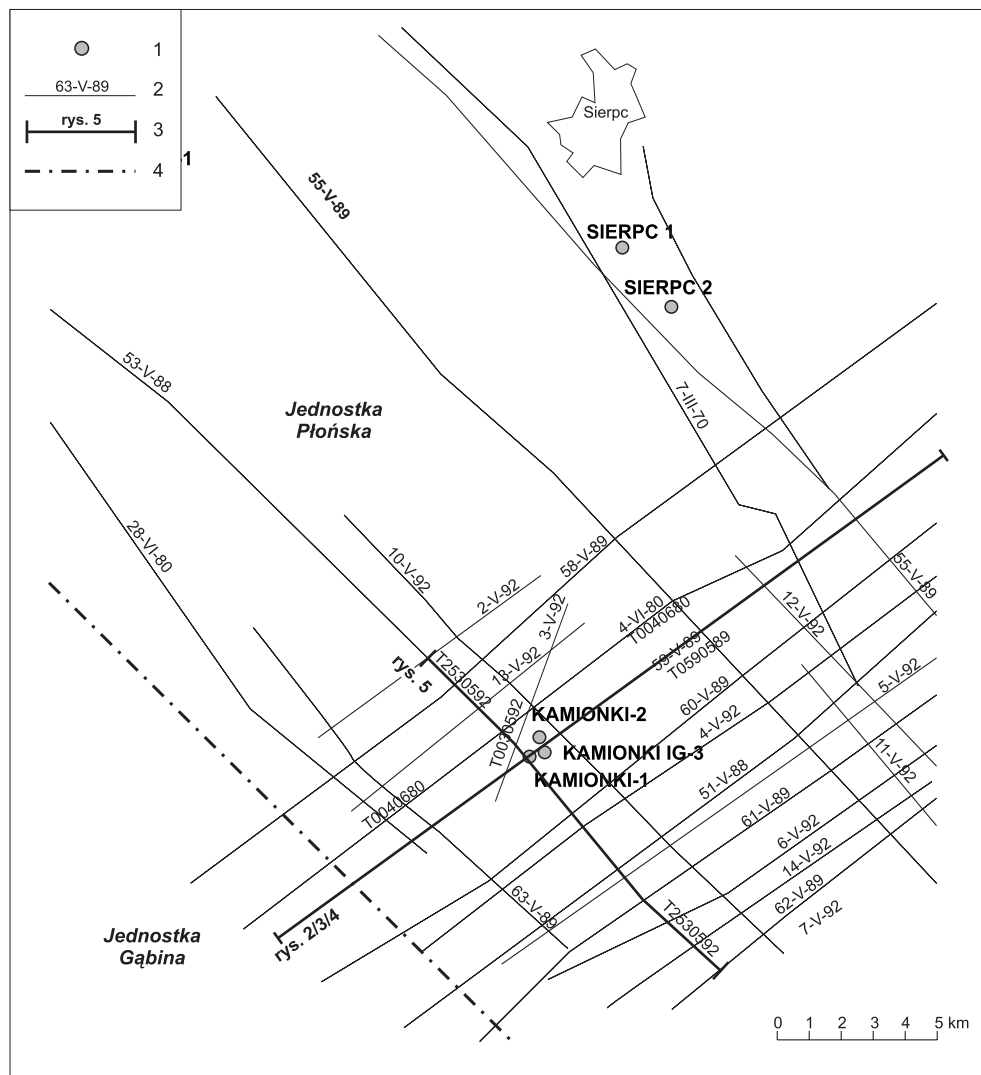 1
63-V-89
2
rys. 5
3
4
-1
Sierpc
55-V-89
SIERPC 1
SIERPC 2
53-V-88
7-III-70
Jednostka
Płońska
28-VI-80
10-V-92
2-V-92
58-V-89
3-V-92
4-VI-80
T0040680
12-V-92
55-V-89
13-V-92
59-V-89
T0590589
rys. 5
T2530592
60-V-89
5-V-92
T0030592
KAMIONKI-2
4-V-92
KAMIONKI IG-3
KAMIONKI-1
11-V-92
T0040680
51-V-88
61-V-89
6-V-92
14-V-92
62-V-89
7-V-92
63-V-89
T2530592
rys. 2/3/4
Jednostka
Gąbina
0 1 2 3 4 5 km